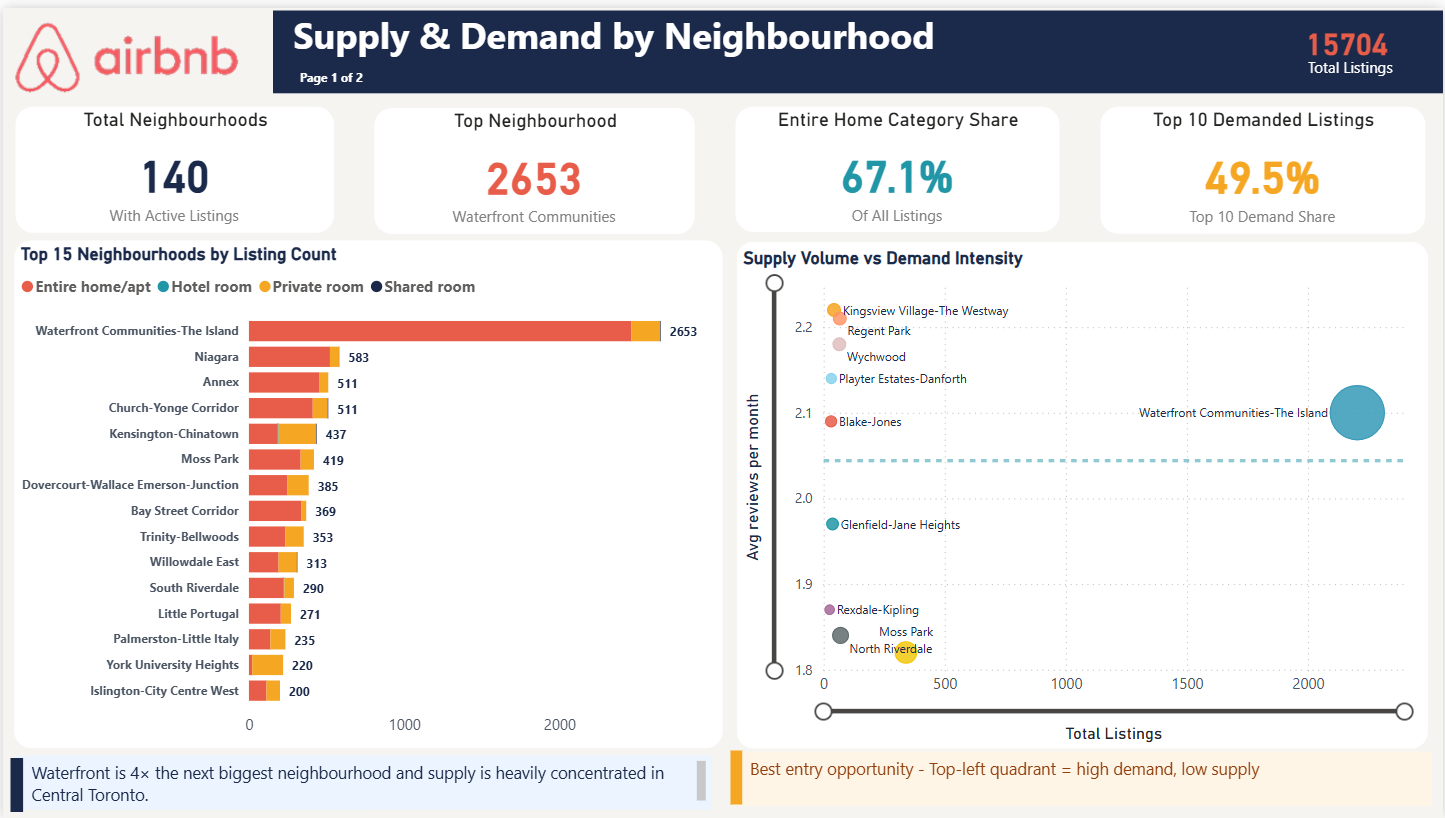 airbnb
Supply & Demand by Neighbourhood
Page 1 of 2
15704
Total Listings
Total Neighbourhoods
140
With Active Listings
Top Neighbourhood
2653
Waterfront Communities
Entire Home Category Share
67.1%
Of All Listings
Top 10 Demanded Listings
49.5%
Top 10 Demand Share
Top 15 Neighbourhoods by Listing Count
Entire home/apt Hotel room Private room Shared room
Waterfront Communities-The Island 2653
Niagara 583
Annex 511
Church-Yonge Corridor 511
Kensington-Chinatown 437
Moss Park 419
Dovercourt-Wallace Emerson-Junction 385
Bay Street Corridor 369
Trinity-Bellwoods 353
Willowdale East 313
South Riverdale 290
Little Portugal 271
Palmerston-Little Italy 235
York University Heights 220
Islington-City Centre West 200
0 1000 2000
Waterfront is 4× the next biggest neighbourhood and supply is heavily concentrated in
Central Toronto.
Supply Volume vs Demand Intensity
Avg reviews per month
Kingsview Village-The Westway
2.2
Regent Park
Wychwood
Playter Estates-Danforth
2.1
Waterfront Communities-The Island
Blake-Jones
2.0
Glenfield-Jane Heights
1.9
Rexdale-Kipling
Moss Park
North Riverdale
1.8
0 500 1000 1500 2000
Total Listings
Best entry opportunity - Top-left quadrant = high demand, low supply